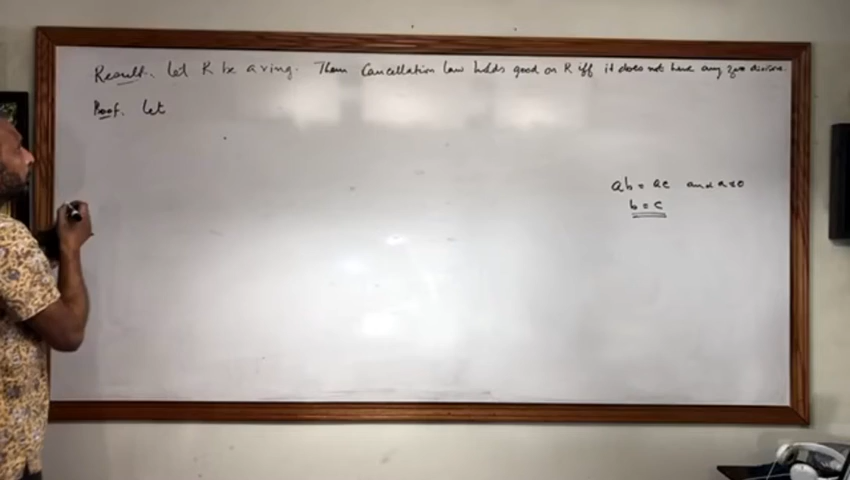 Result. Let R be a ring. Then Cancellation law holds good on R iff it does not have any zero divisors.
Proof. Let
ab = ac and a≠0
b = c